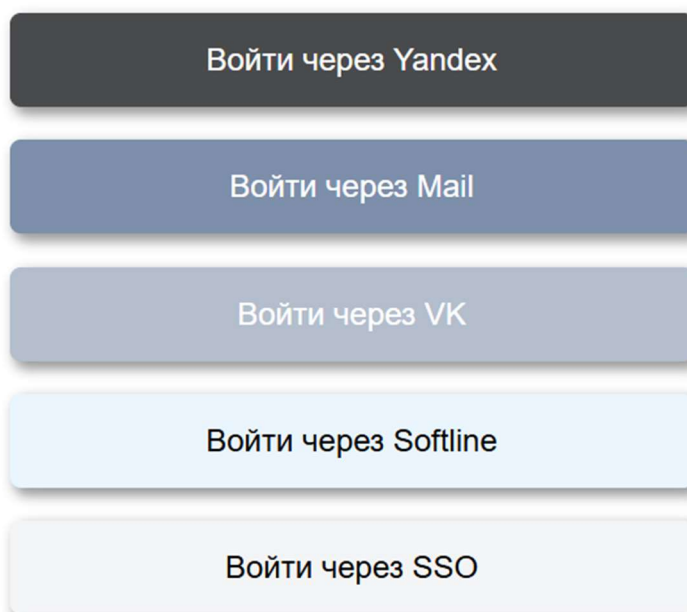 Войти через Yandex
Войти через Mail
Войти через VK
Войти через Softline
Войти через SSO